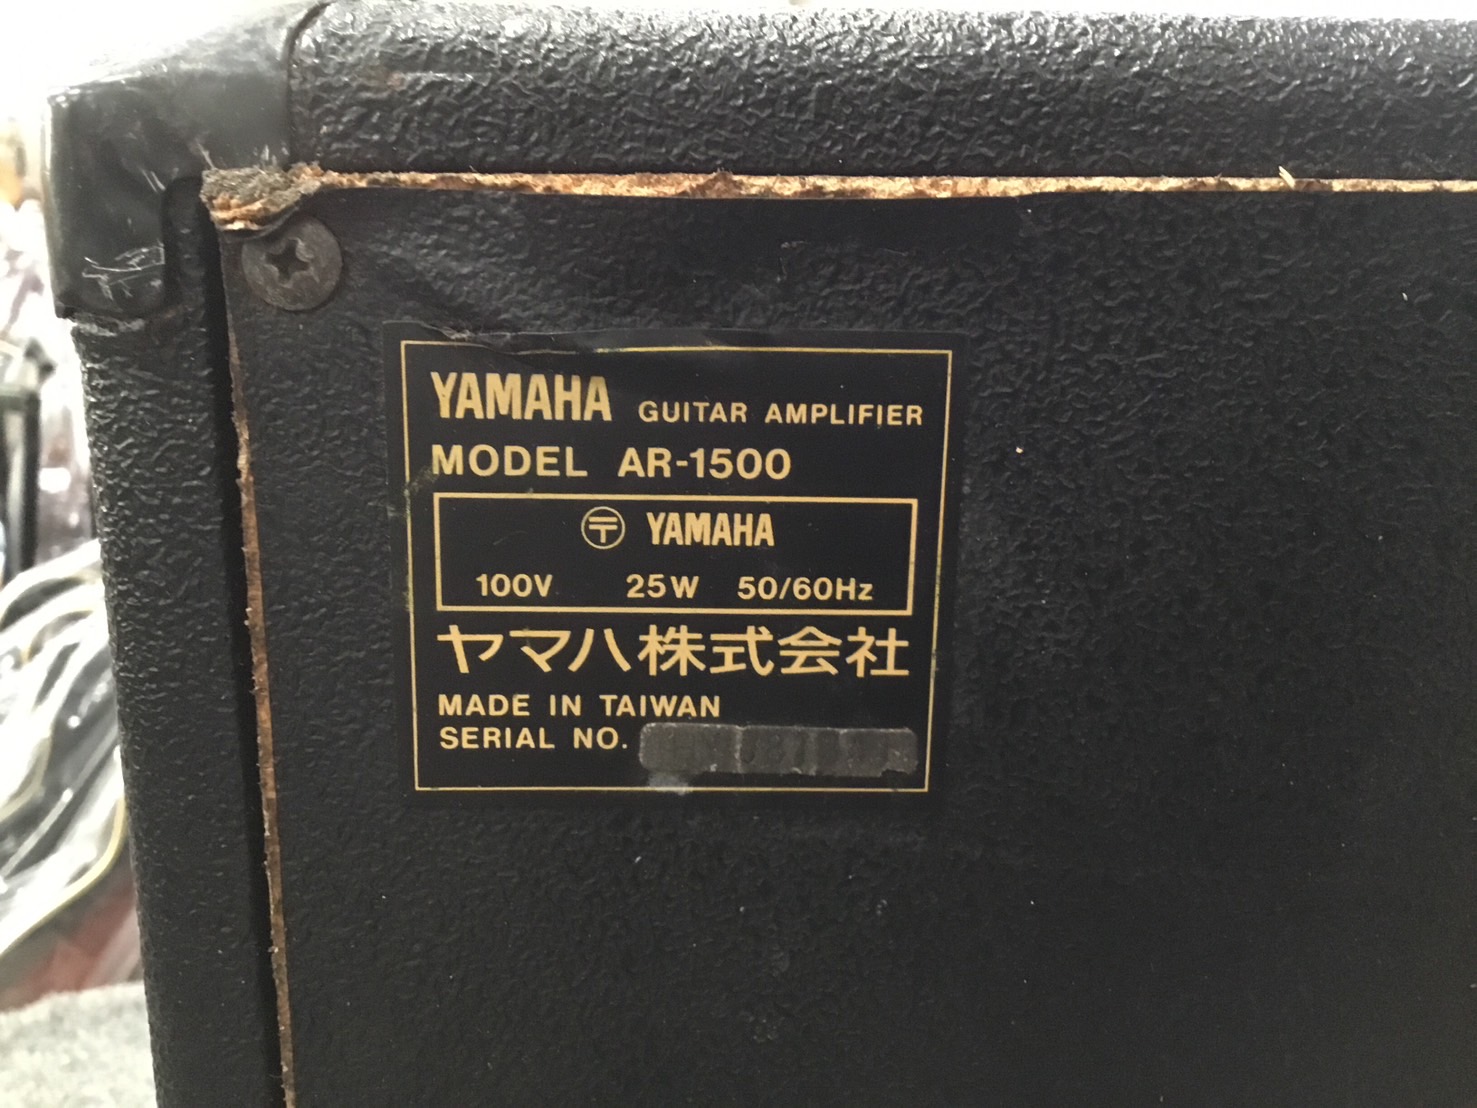 YAMAHA GUITAR AMPLIFIER
MODEL AR-1500
〒 YAMAHA
100V 25W 50/60Hz
ヤマハ株式会社
MADE IN TAIWAN
SERIAL NO.